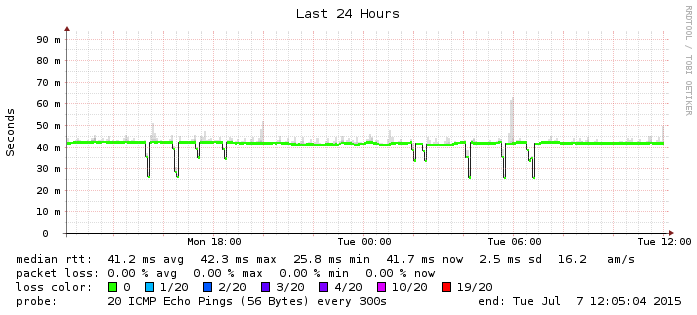 Last 24 Hours
RRDTOOL / TOBI OETIKER
Seconds
90 m
80 m
70 m
60 m
50 m
40 m
30 m
20 m
10 m
0
Mon 18:00 Tue 00:00 Tue 06:00 Tue 12:00
median rtt: 41.2 ms avg 42.3 ms max 25.8 ms min 41.7 ms now 2.5 ms sd 16.2 am/s
packet loss: 0.00 % avg 0.00 % max 0.00 % min 0.00 % now
loss color: 0 1/20 2/20 3/20 4/20 10/20 19/20
probe: 20 ICMP Echo Pings (56 Bytes) every 300s end: Tue Jul 7 12:05:04 2015